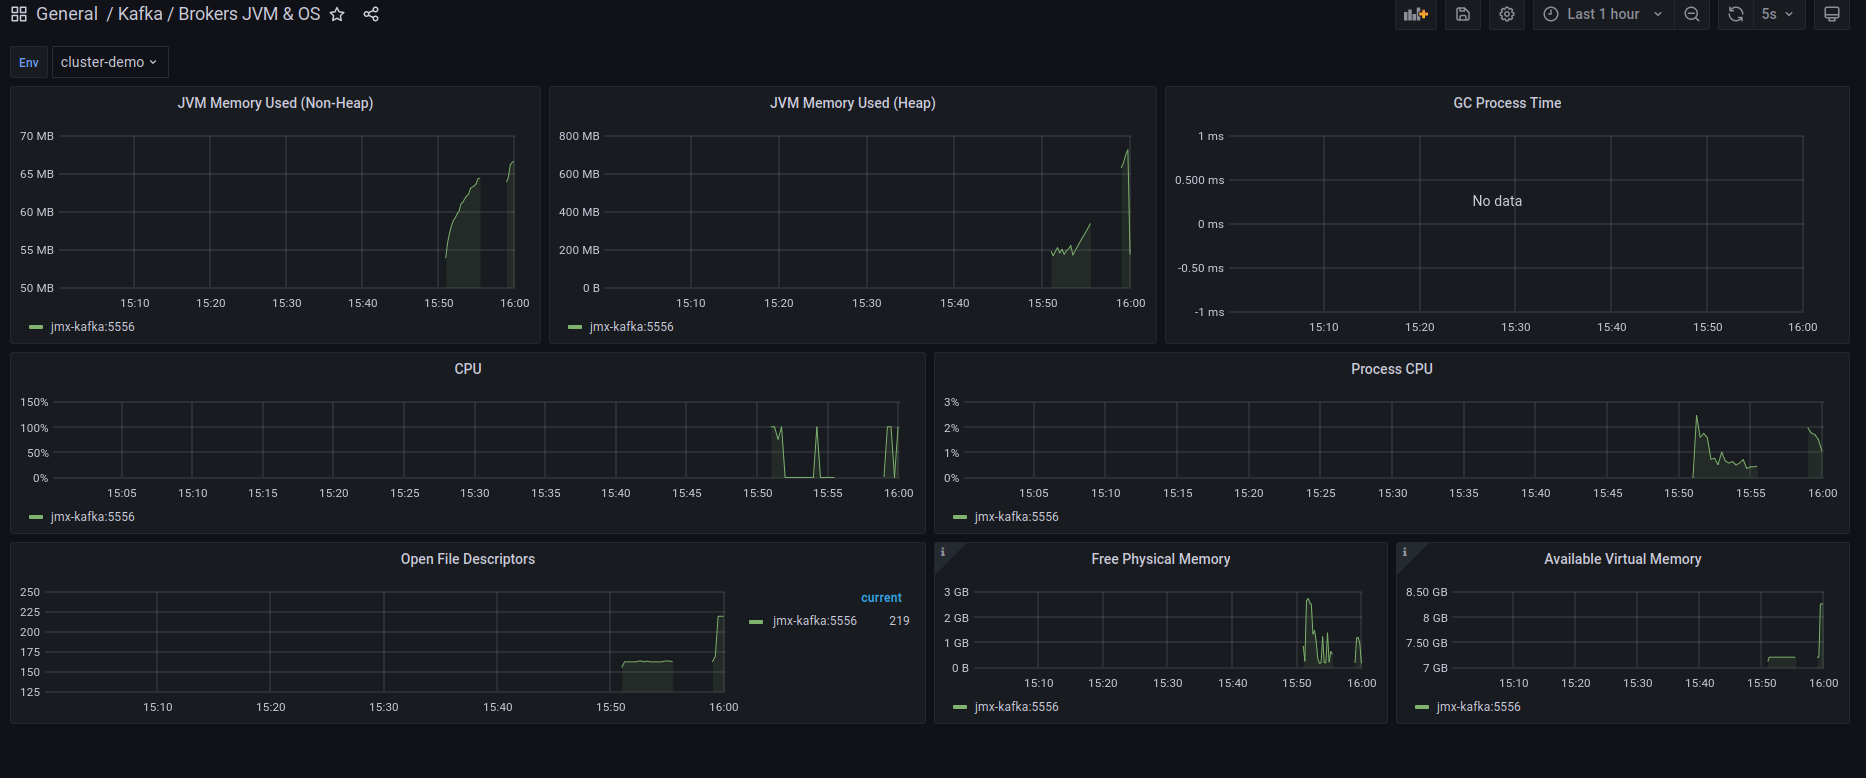 General / Kafka / Brokers JVM & OS
Last 1 hour
5s
Env
cluster-demo
JVM Memory Used (Non-Heap)
70 MB
65 MB
60 MB
55 MB
50 MB
15:10 15:20 15:30 15:40 15:50 16:00
jmx-kafka:5556
JVM Memory Used (Heap)
800 MB
600 MB
400 MB
200 MB
0 B
15:10 15:20 15:30 15:40 15:50 16:00
jmx-kafka:5556
GC Process Time
1 ms
0.500 ms
No data
0 ms
-0.50 ms
-1 ms
15:10 15:20 15:30 15:40 15:50 16:00
CPU
150%
100%
50%
0%
15:05 15:10 15:15 15:20 15:25 15:30 15:35 15:40 15:45 15:50 15:55 16:00
jmx-kafka:5556
Process CPU
3%
2%
1%
0%
15:05 15:10 15:15 15:20 15:25 15:30 15:35 15:40 15:45 15:50 15:55 16:00
jmx-kafka:5556
Open File Descriptors
250
225
200
175
150
125
15:10 15:20 15:30 15:40 15:50 16:00
current
jmx-kafka:5556 219
i
Free Physical Memory
3 GB
2 GB
1 GB
0 B
15:10 15:20 15:30 15:40 15:50 16:00
jmx-kafka:5556
i
Available Virtual Memory
8.50 GB
8 GB
7.50 GB
7 GB
15:10 15:20 15:30 15:40 15:50 16:00
jmx-kafka:5556